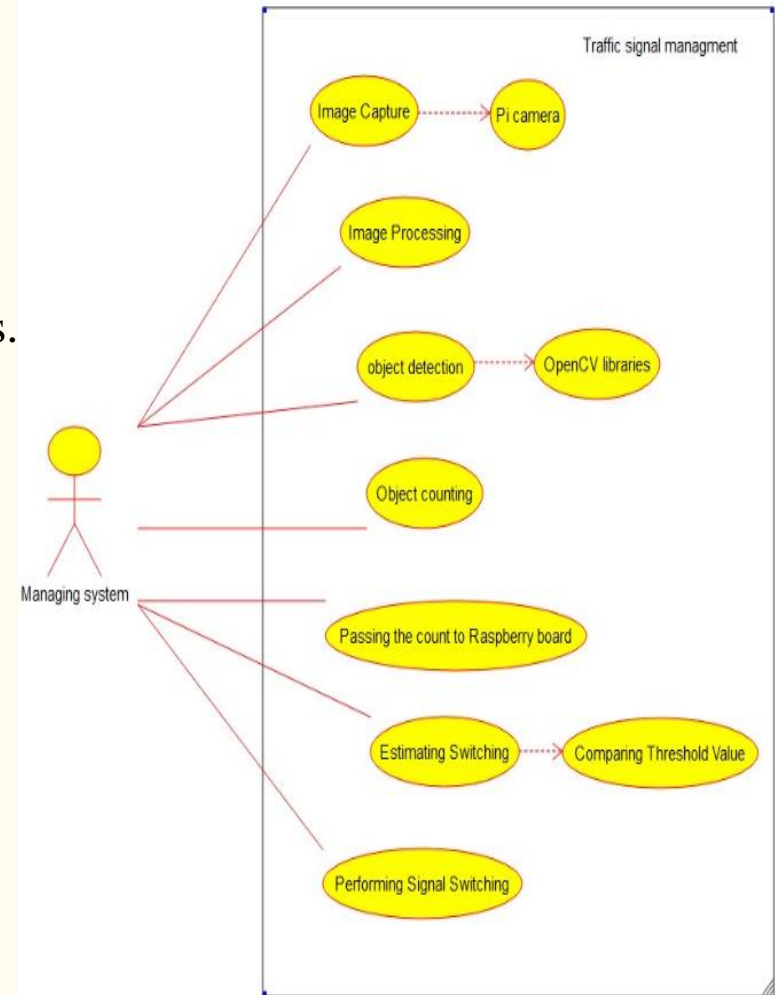 Traffic signal managment
Image Capture
Pi camera
Image Processing
s.
object detection
OpenCV libraries
Object counting
Managing system
Passing the count to Raspberry board
Estimating Switching
Comparing Threshold Value
Performing Signal Switching